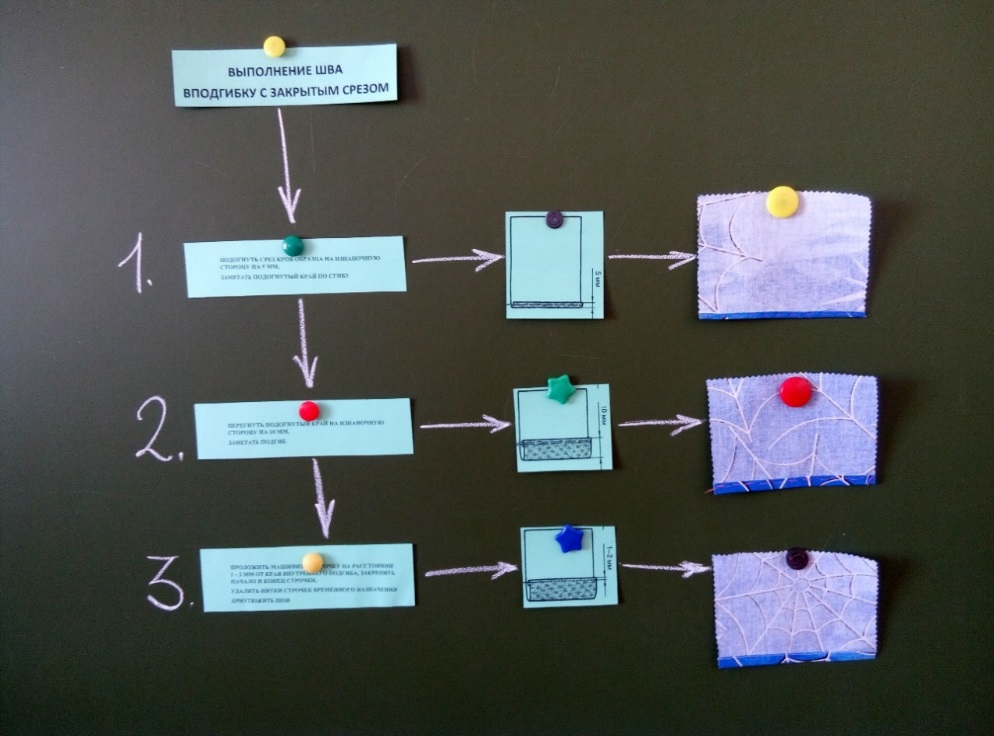 ВЫПОЛНЕНИЕ ШВА
ВПОДГИБКУ С ЗАКРЫТЫМ СРЕЗОМ
1.
ПОДОГНУТЬ СРЕЗ КРОЯ ОБРАЗЦА НА ИЗНАНОЧНУЮ
СТОРОНУ НА 5 ММ.
ЗАМЕТАТЬ ПОДОГНУТЫЙ КРАЙ ПО СГИБУ
5 мм
2.
ПЕРЕГНУТЬ ПОДОГНУТЫЙ КРАЙ НА ИЗНАНОЧНУЮ
СТОРОНУ НА 10 ММ.
ЗАМЕТАТЬ ПОДГИБ
10 мм
3.
ПРОЛОЖИТЬ НА РАССТОЯНИИ
1 – 2 ММ ОТ КРАЯ ВНУТРЕННЕГО ПОДГИБА, ЗАКРЕПИТЬ
НАЧАЛО И КОНЕЦ СТРОЧКИ.
УДАЛИТЬ НИТКИ СТРОЧЕК ВРЕМЕННОГО НАЗНАЧЕНИЯ
ПРИУТЮЖИТЬ ШОВ
1-2 мм